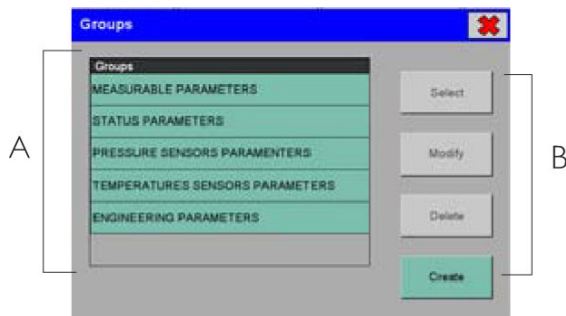 Groups
Groups
MEASURABLE PARAMETERS
STATUS PARAMETERS
PRESSURE SENSORS PARAMENTERS
TEMPERATURES SENSORS PARAMETERS
ENGINEERING PARAMETERS
Select
Modify
Delete
Create
A
B